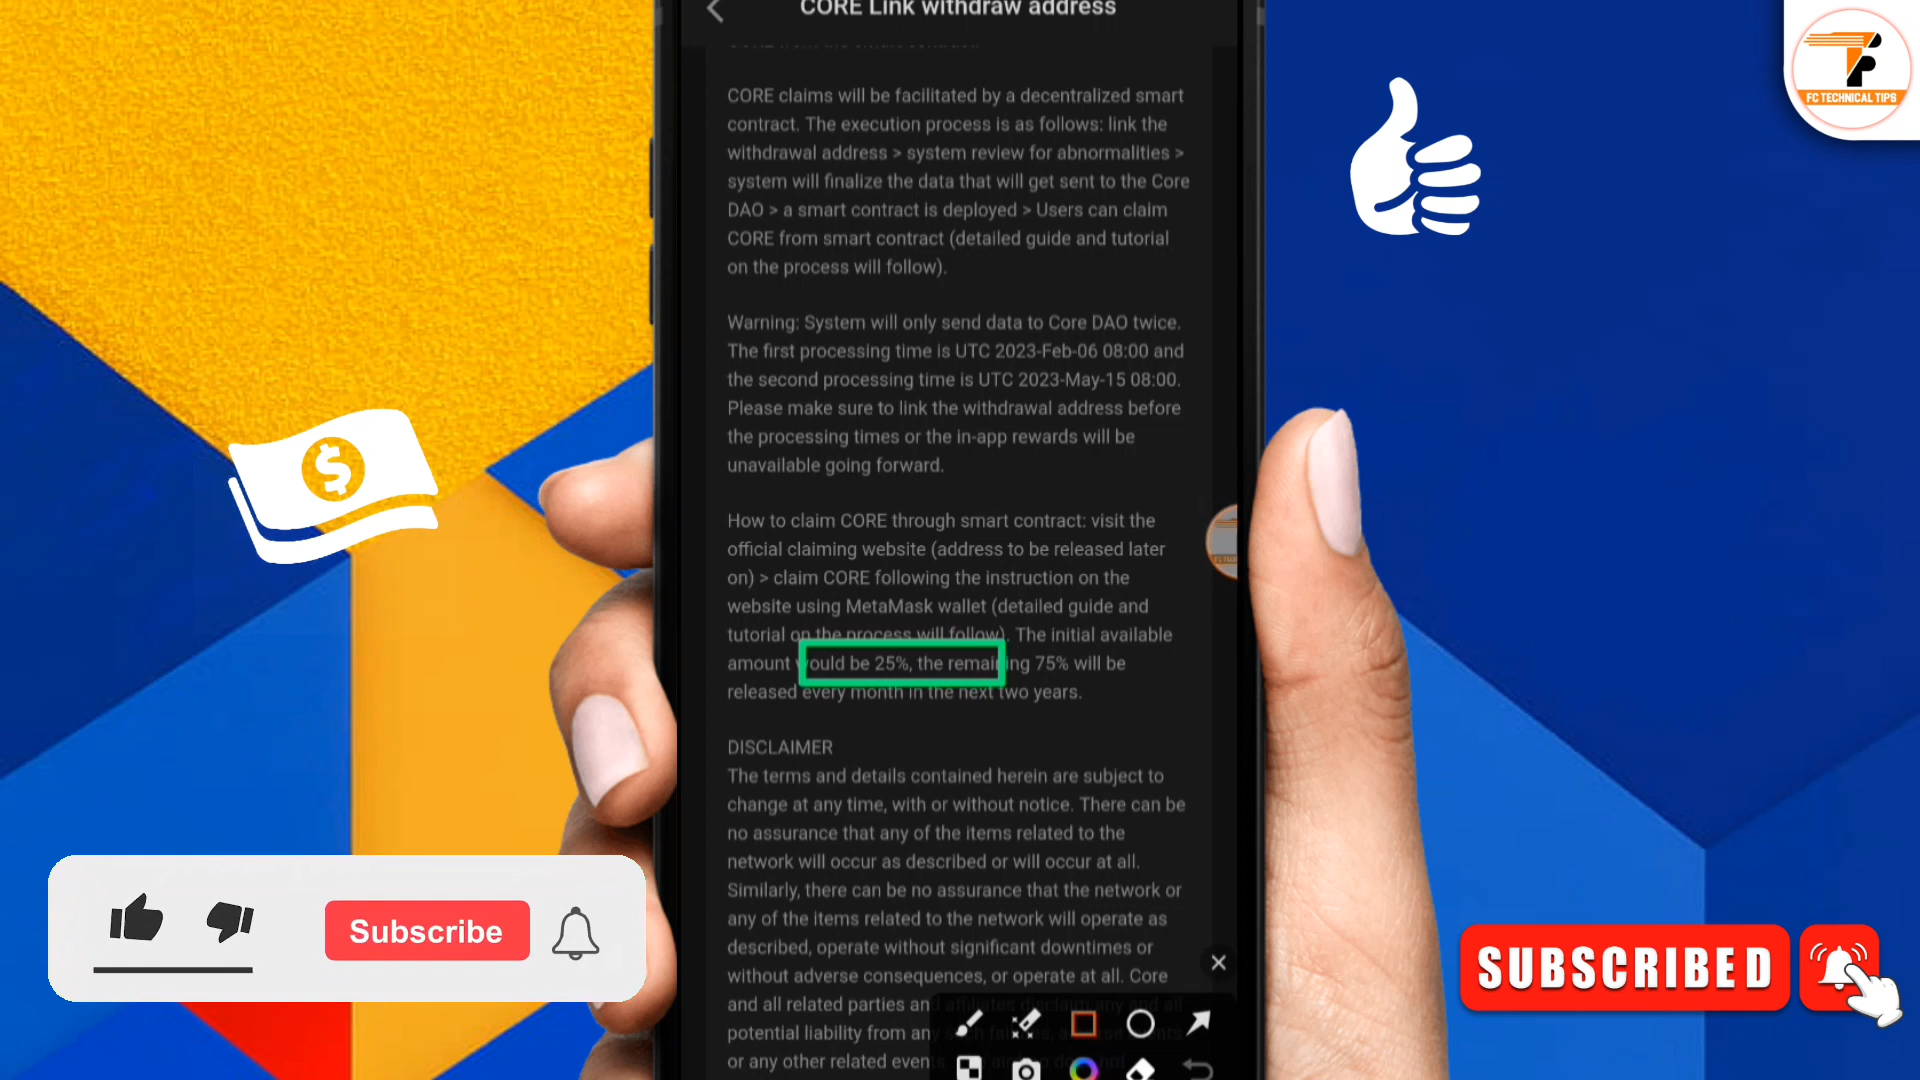 CORE Link withdraw address
CORE claims will be facilitated by a decentralized smart
contract. The execution process is as follows: link the
withdrawal address > system review for abnormalities >
system will finalize the data that will get sent to the Core
DAO > a smart contract is deployed > Users can claim
CORE from smart contract (detailed guide and tutorial
on the process will follow).
Warning: System will only send data to Core DAO twice.
The first processing time is UTC 2023-Feb-06 08:00 and
the second processing time is UTC 2023-May-15 08:00.
Please make sure to link the withdrawal address before
the processing times or the in-app rewards will be
unavailable going forward.
How to claim CORE through smart contract: visit the
official claiming website (address to be released later
on) > claim CORE following the instruction on the
website using MetaMask wallet (detailed guide and
tutorial on the process will follow). The initial available
amount would be 25%, the remaining 75% will be
released every month in the next two years.
DISCLAIMER
The terms and details contained herein are subject to
change at any time, with or without notice. There can be
no assurance that any of the items related to the
network will occur as described or will occur at all.
Similarly, there can be no assurance that the network or
any of the items related to the network will operate as
described, operate without significant downtimes or
without adverse consequences, or operate at all. Core
and all related parties and affiliates disclaim any and all
potential liability from any
or any other related
FC TECHNICAL TIPS
Subscribe
SUBSCRIBED